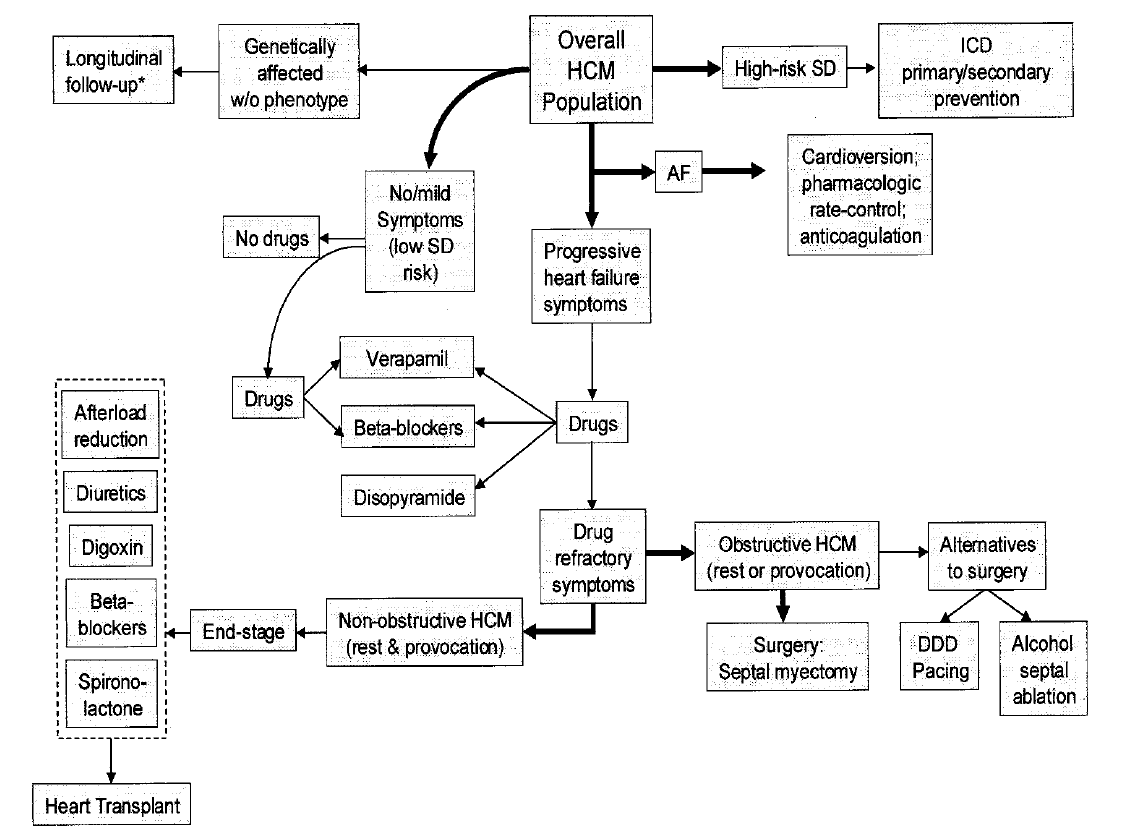 Overall
HCM
Population
Longitudinal
follow-up*
Genetically
affected
w/o phenotype
High-risk SD
ICD
primary/secondary
prevention
No/mild
Symptoms
(low SD
risk)
AF
Cardioversion;
pharmacologic
rate-control;
anticoagulation
No drugs
Progressive
heart failure
symptoms
Verapamil
Drugs
Beta-blockers
Drugs
Disopyramide
Afterload
reduction
Diuretics
Digoxin
Beta-
blockers
Spirono-
lactone
Drug
refractory
symptoms
Obstructive HCM
(rest or provocation)
Alternatives
to surgery
End-stage
Non-obstructive HCM
(rest & provocation)
Surgery:
Septal myectomy
DDD
Pacing
Alcohol
septal
ablation
Heart Transplant